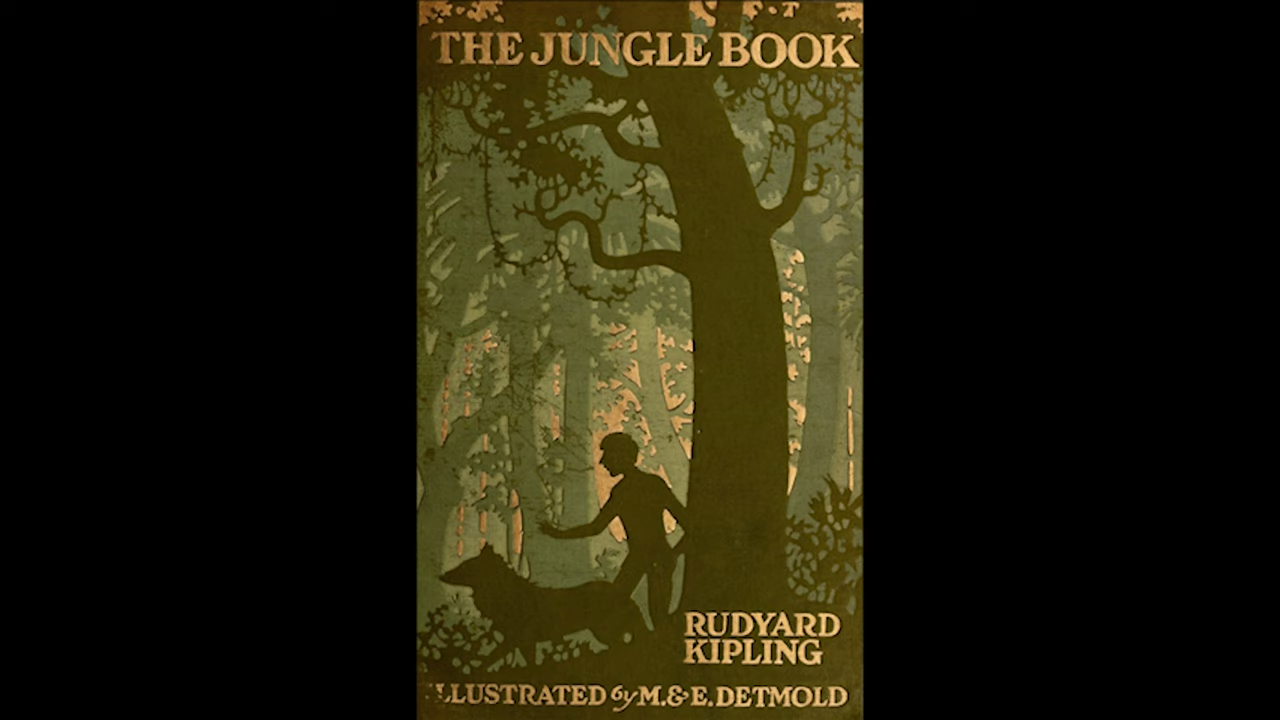 THE JUNGLE BOOK
RUDYARD
KIPLING
ILLUSTRATED by M. & E. DETMOLD